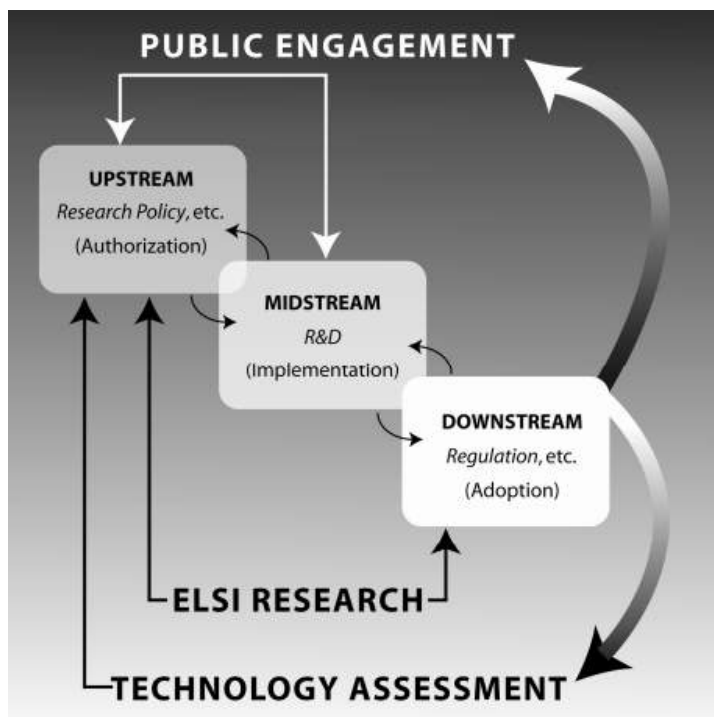 PUBLIC ENGAGEMENT
UPSTREAM
Research Policy, etc.
(Authorization)
MIDSTREAM
R&D
(Implementation)
DOWNSTREAM
Regulation, etc.
(Adoption)
ELSI RESEARCH
TECHNOLOGY ASSESSMENT